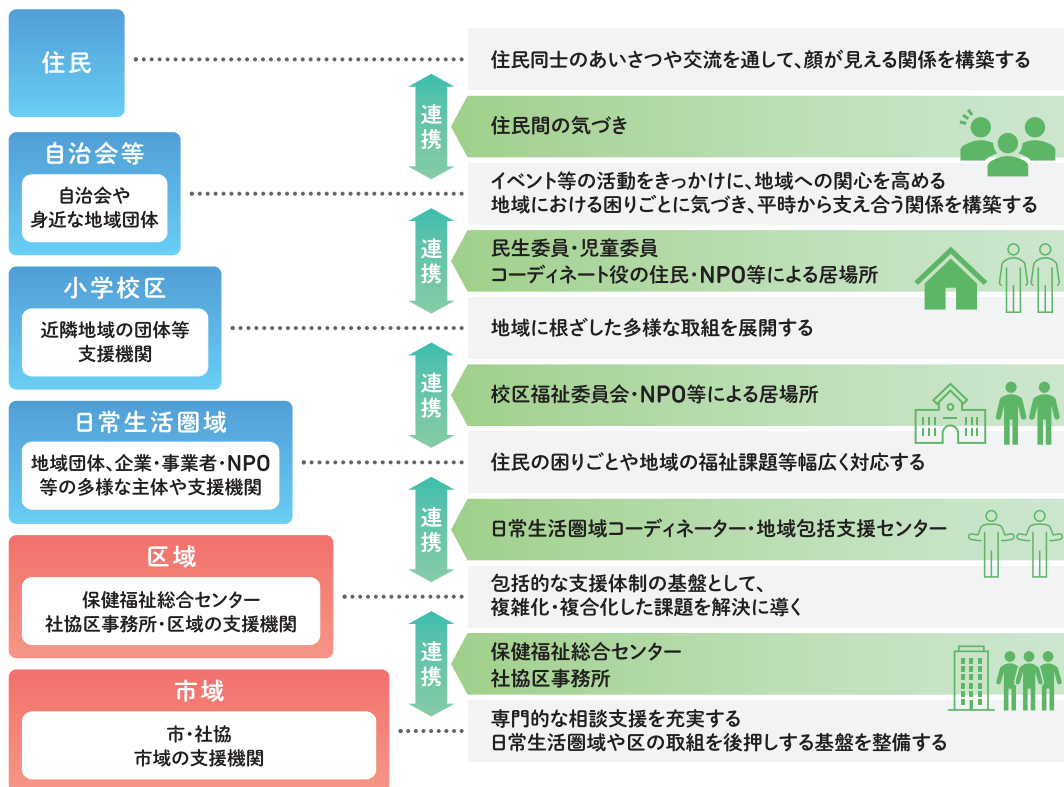 住民
住民同士のあいさつや交流を通して、顔が見える関係を構築する
連携
住民間の気づき
自治会等
自治会や
身近な地域団体
イベント等の活動をきっかけに、地域への関心を高める
地域における困りごとに気づき、平時から支え合う関係を構築する
連携
民生委員・児童委員
コーディネート役の住民・NPO等による居場所
小学校区
近隣地域の団体等
支援機関
地域に根ざした多様な取組を展開する
連携
校区福祉委員会・NPO等による居場所
日常生活圏域
地域団体、企業・事業者・NPO
等の多様な主体や支援機関
住民の困りごとや地域の福祉課題等幅広く対応する
連携
日常生活圏域コーディネーター・地域包括支援センター
区域
保健福祉総合センター
社協区事務所・区域の支援機関
包括的な支援体制の基盤として、
複雑化・複合化した課題を解決に導く
連携
保健福祉総合センター
社協区事務所
市域
市・社協
市域の支援機関
専門的な相談支援を充実する
日常生活圏域や区の取組を後押しする基盤を整備する